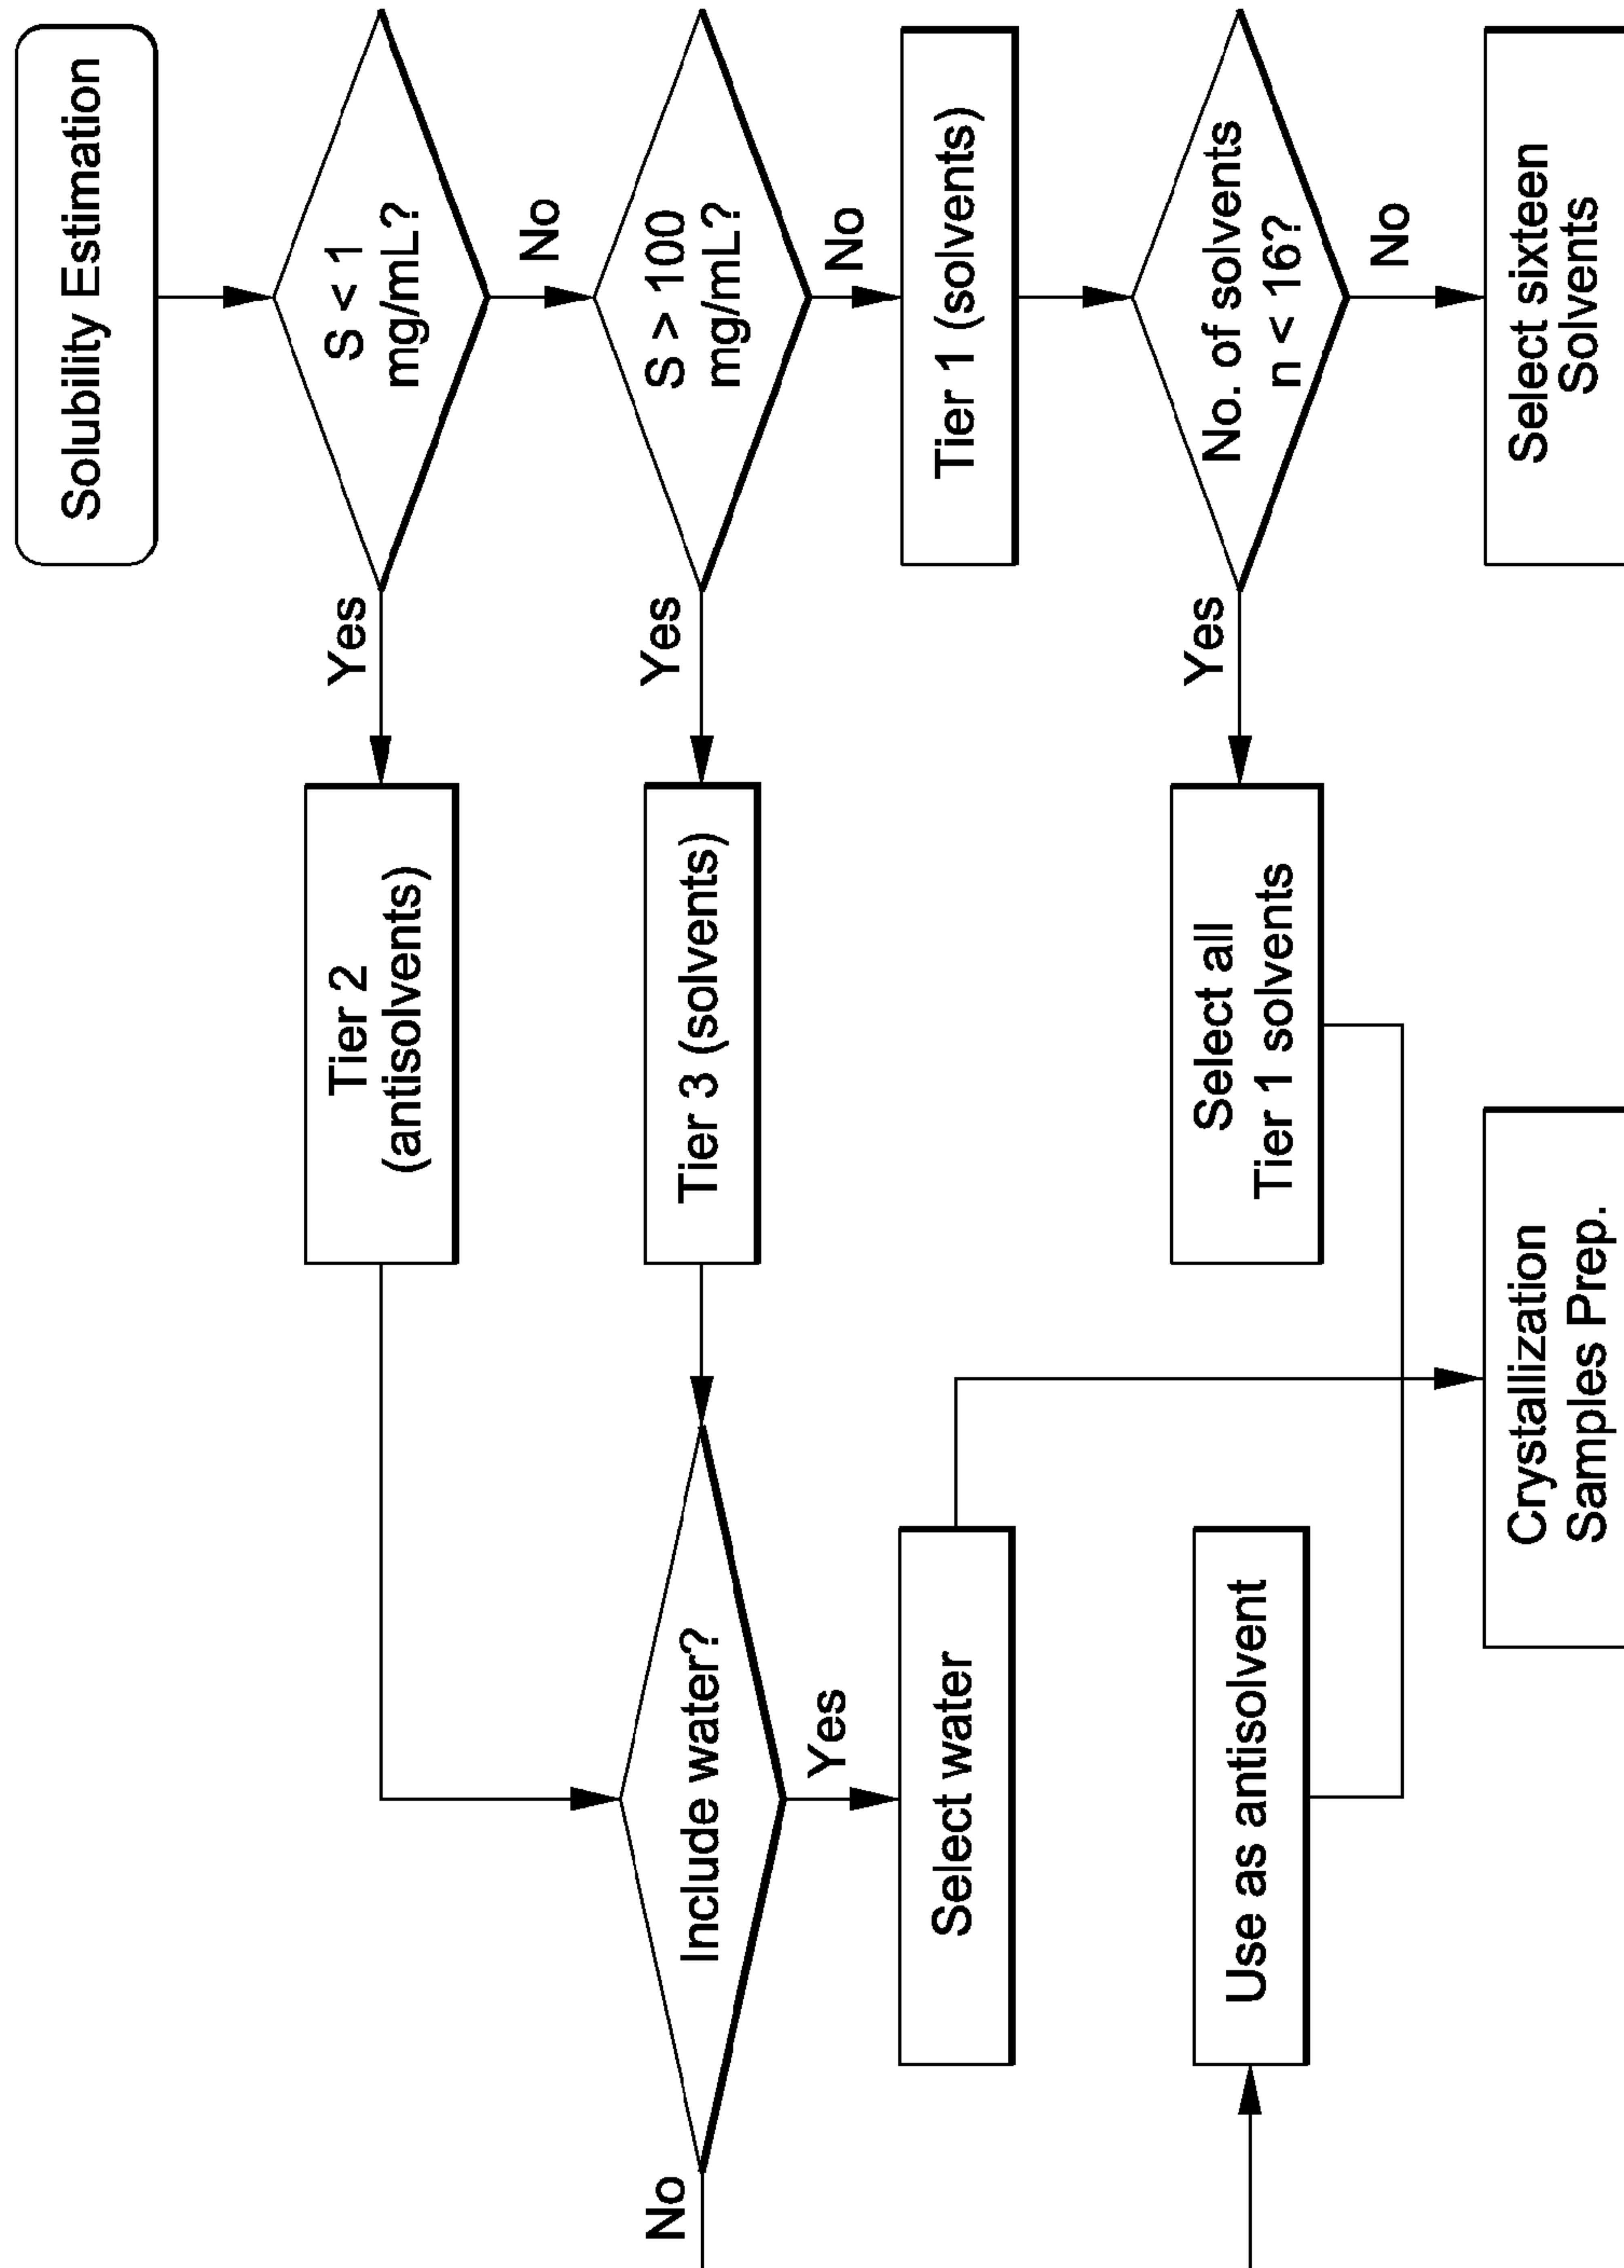 Solubility Estimation
S < 1
mg/mL?
Yes
No
Tier 2
(antisolvents)
S > 100
mg/mL?
Yes
No
Tier 3 (solvents)
Include water?
No
Yes
Tier 1 (solvents)
Select water
No. of solvents
n < 16?
Yes
No
Select all
Tier 1 solvents
Use as antisolvent
Select sixteen
Solvents
Crystallization
Samples Prep.